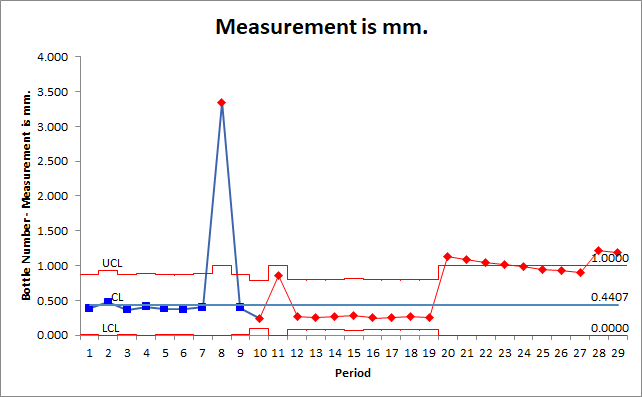 Measurement is mm.
Bottle Number - Measurement is mm.
4.000
3.500
3.000
2.500
2.000
1.500
1.000
0.500
0.000
UCL
CL
LCL
1.0000
0.4407
0.0000
1 2 3 4 5 6 7 8 9 10 11 12 13 14 15 16 17 18 19 20 21 22 23 24 25 26 27 28 29
Period